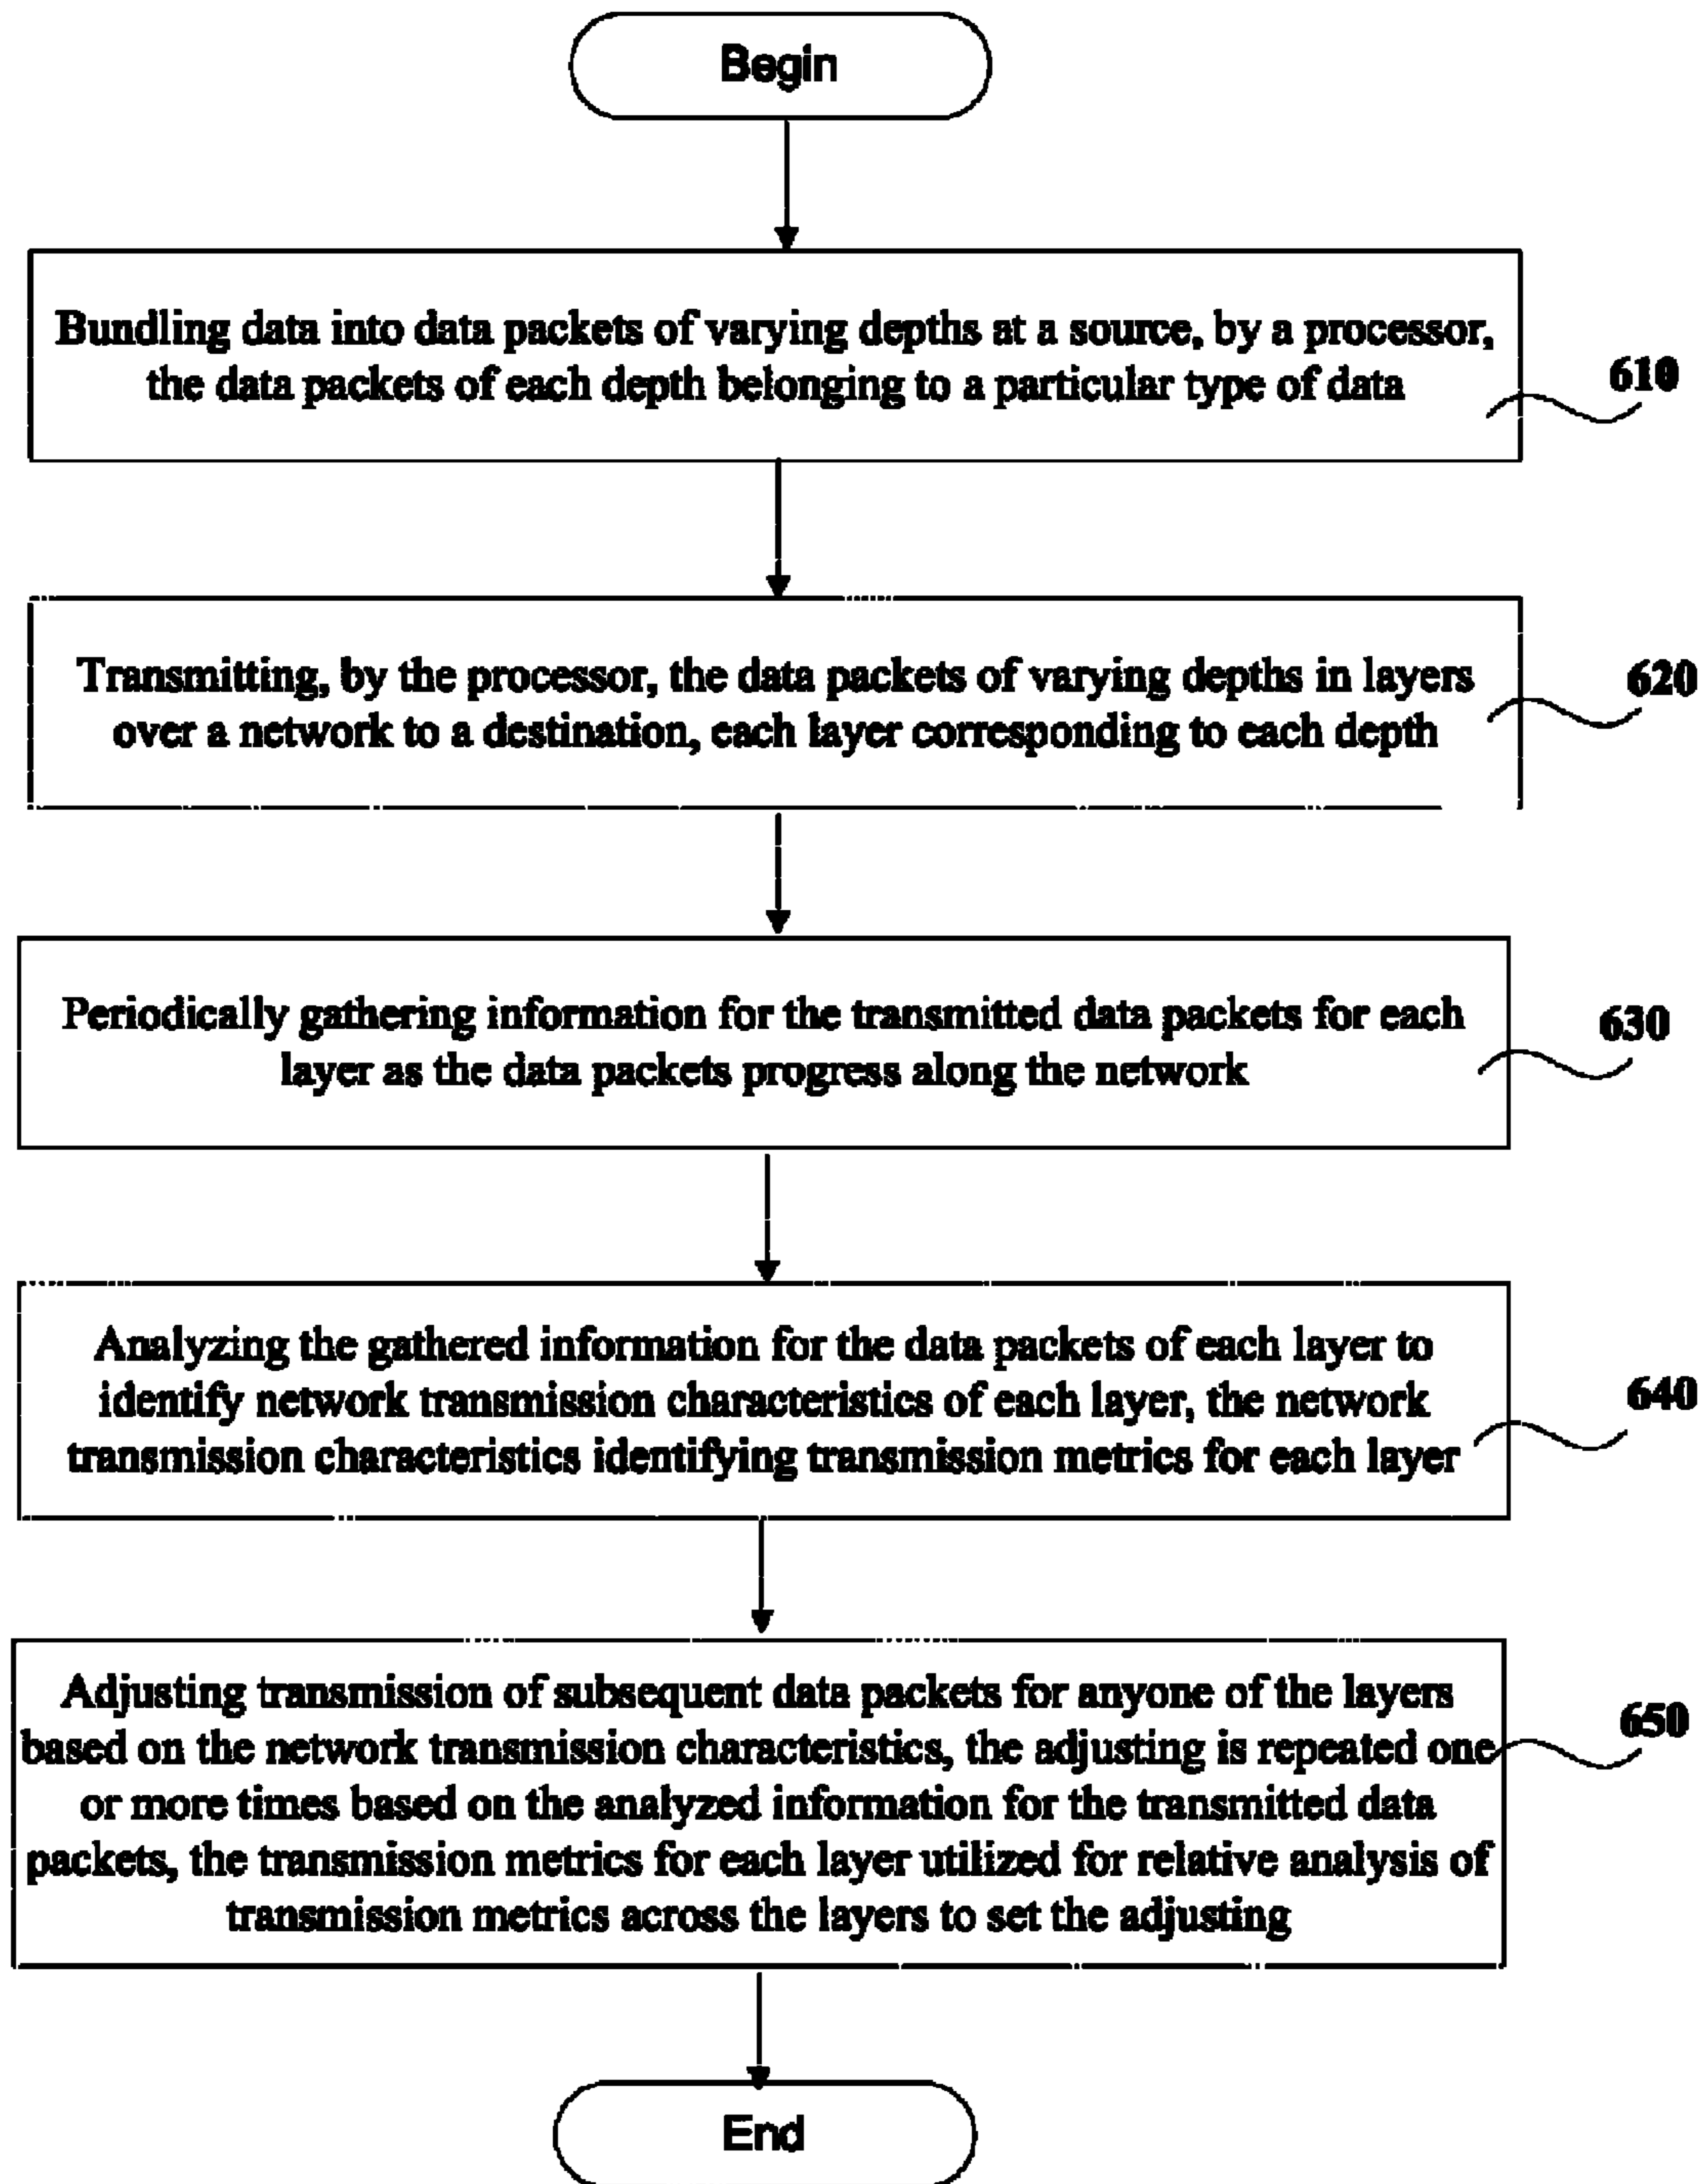 Begin
Bundling data into data packets of varying depths at a source, by a processor,
the data packets of each depth belonging to a particular type of data
610
Transmitting, by the processor, the data packets of varying depths in layers
over a network to a destination, each layer corresponding to each depth
620
Periodically gathering information for the transmitted data packets for each
layer as the data packets progress along the network
630
Analyzing the gathered information for the data packets of each layer to
identify network transmission characteristics of each layer, the network
transmission characteristics identifying transmission metrics for each layer
640
Adjusting transmission of subsequent data packets for anyone of the layers
based on the network transmission characteristics, the adjusting is repeated one
or more times based on the analyzed information for the transmitted data
packets, the transmission metrics for each layer utilized for relative analysis of
transmission metrics across the layers to set the adjusting
650
End